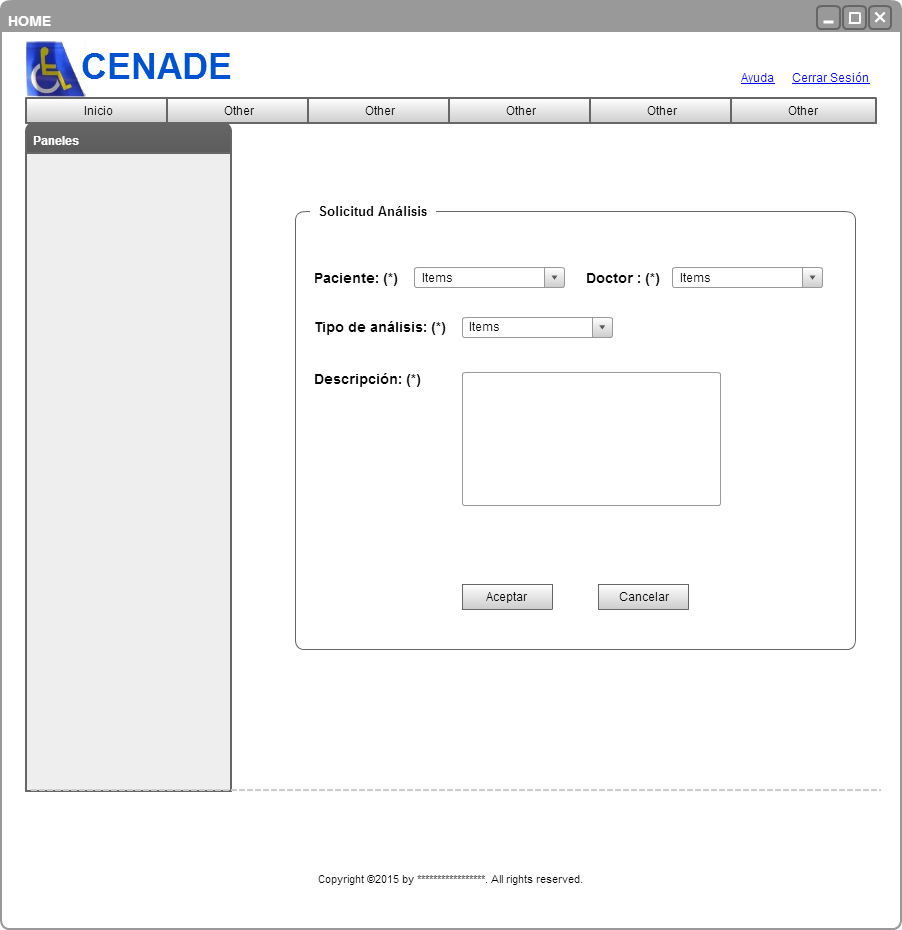 HOME
CENADE
Ayuda Cerrar Sesión
Inicio Other Other Other Other Other
Paneles
Solicitud Análisis
Paciente: (*) Items Doctor : (*) Items
Tipo de análisis: (*) Items
Descripción: (*)
Aceptar Cancelar
Copyright ©2015 by *****************. All rights reserved.